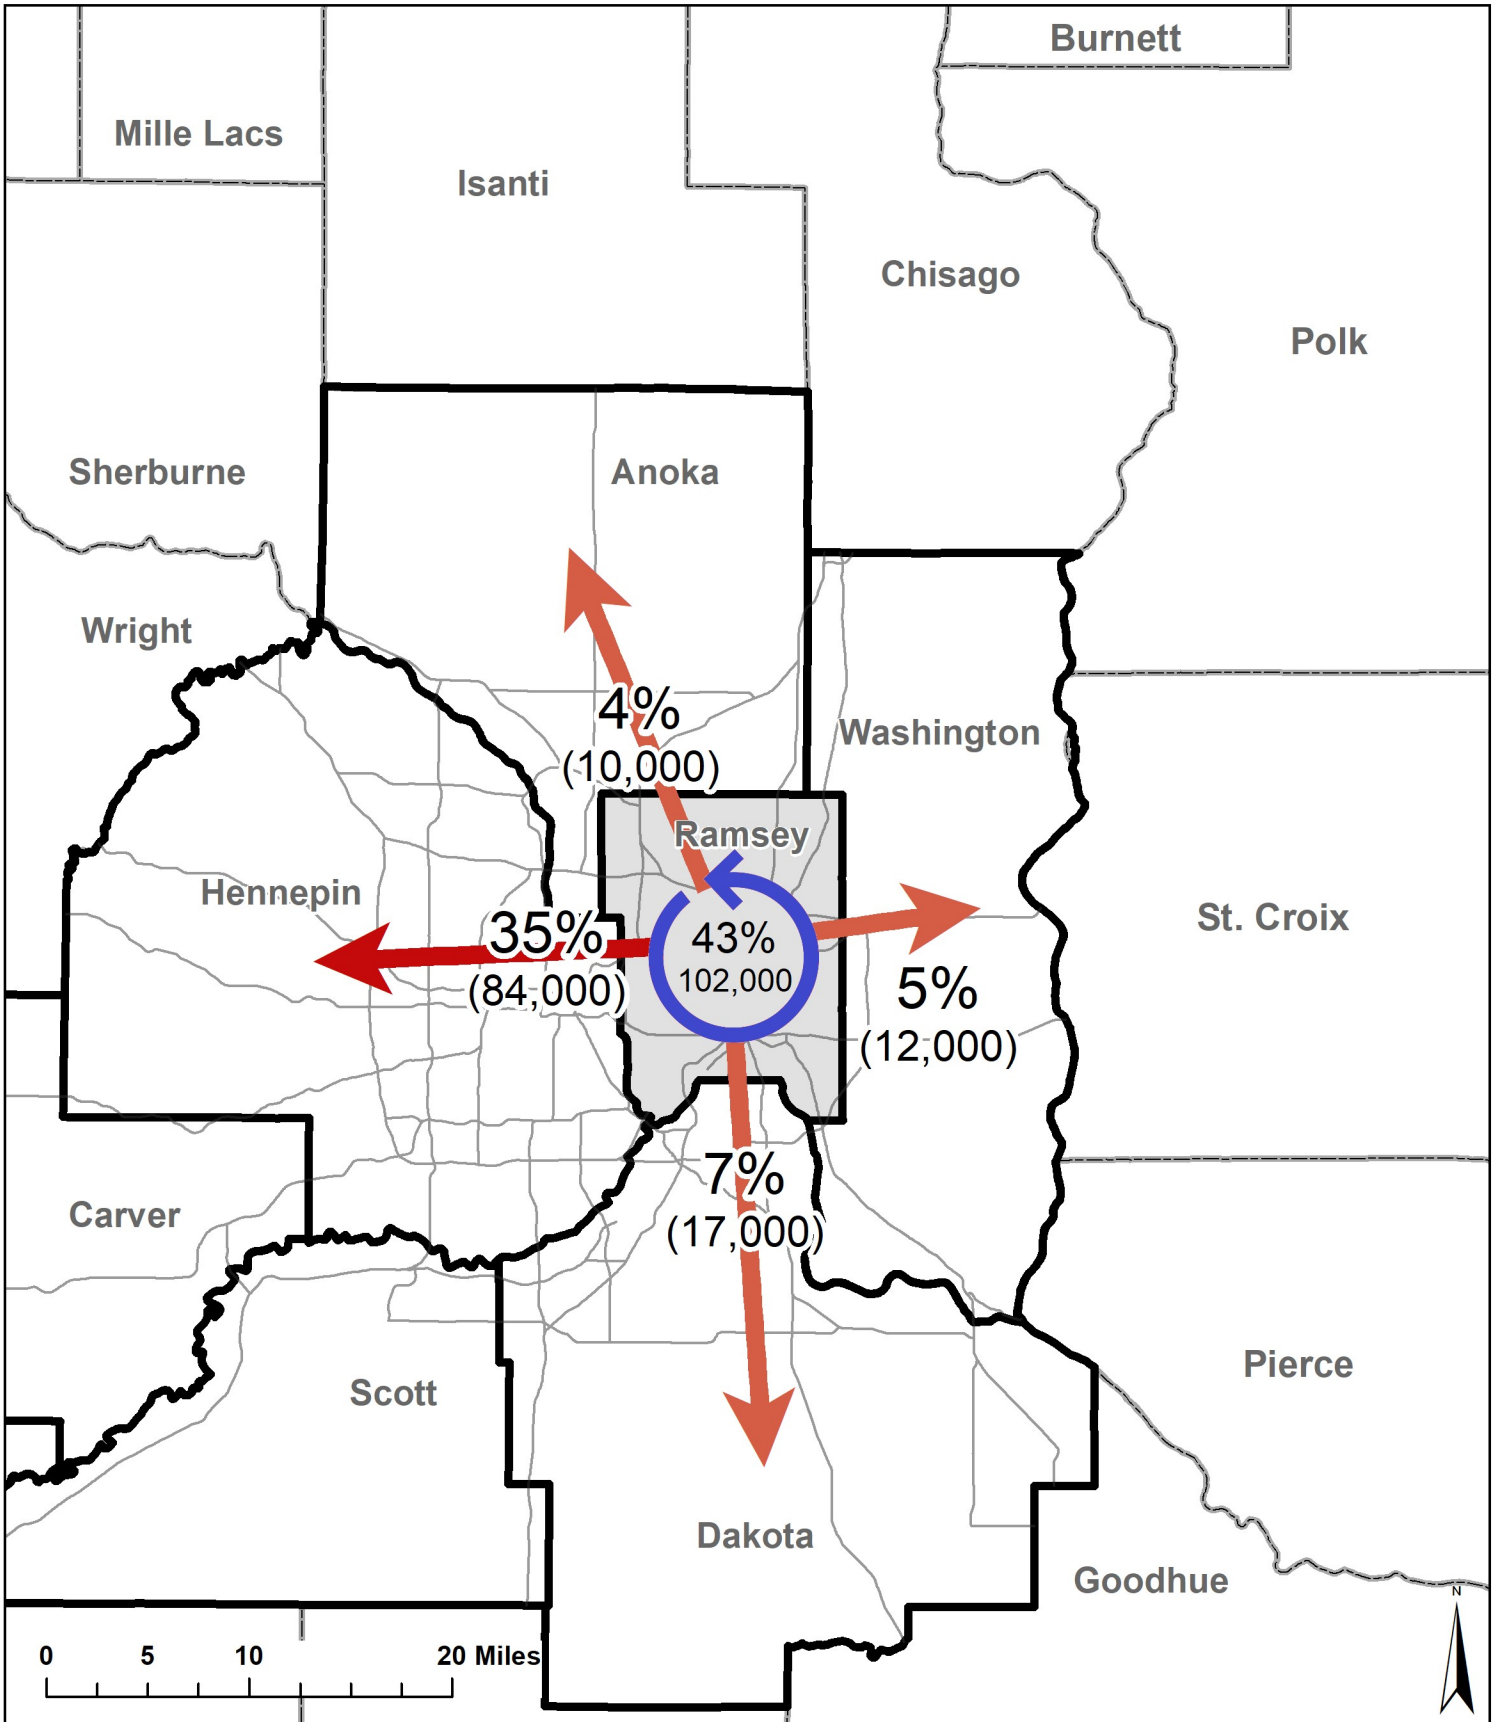 Burnett
Mille Lacs
Isanti
Chisago
Polk
Sherburne
Anoka
Wright
4%
(10,000)
Washington
Ramsey
Hennepin
35%
(84,000)
43%
102,000
St. Croix
5%
(12,000)
7%
(17,000)
Carver
Scott
Pierce
Dakota
Goodhue
N
0 5 10 20 Miles